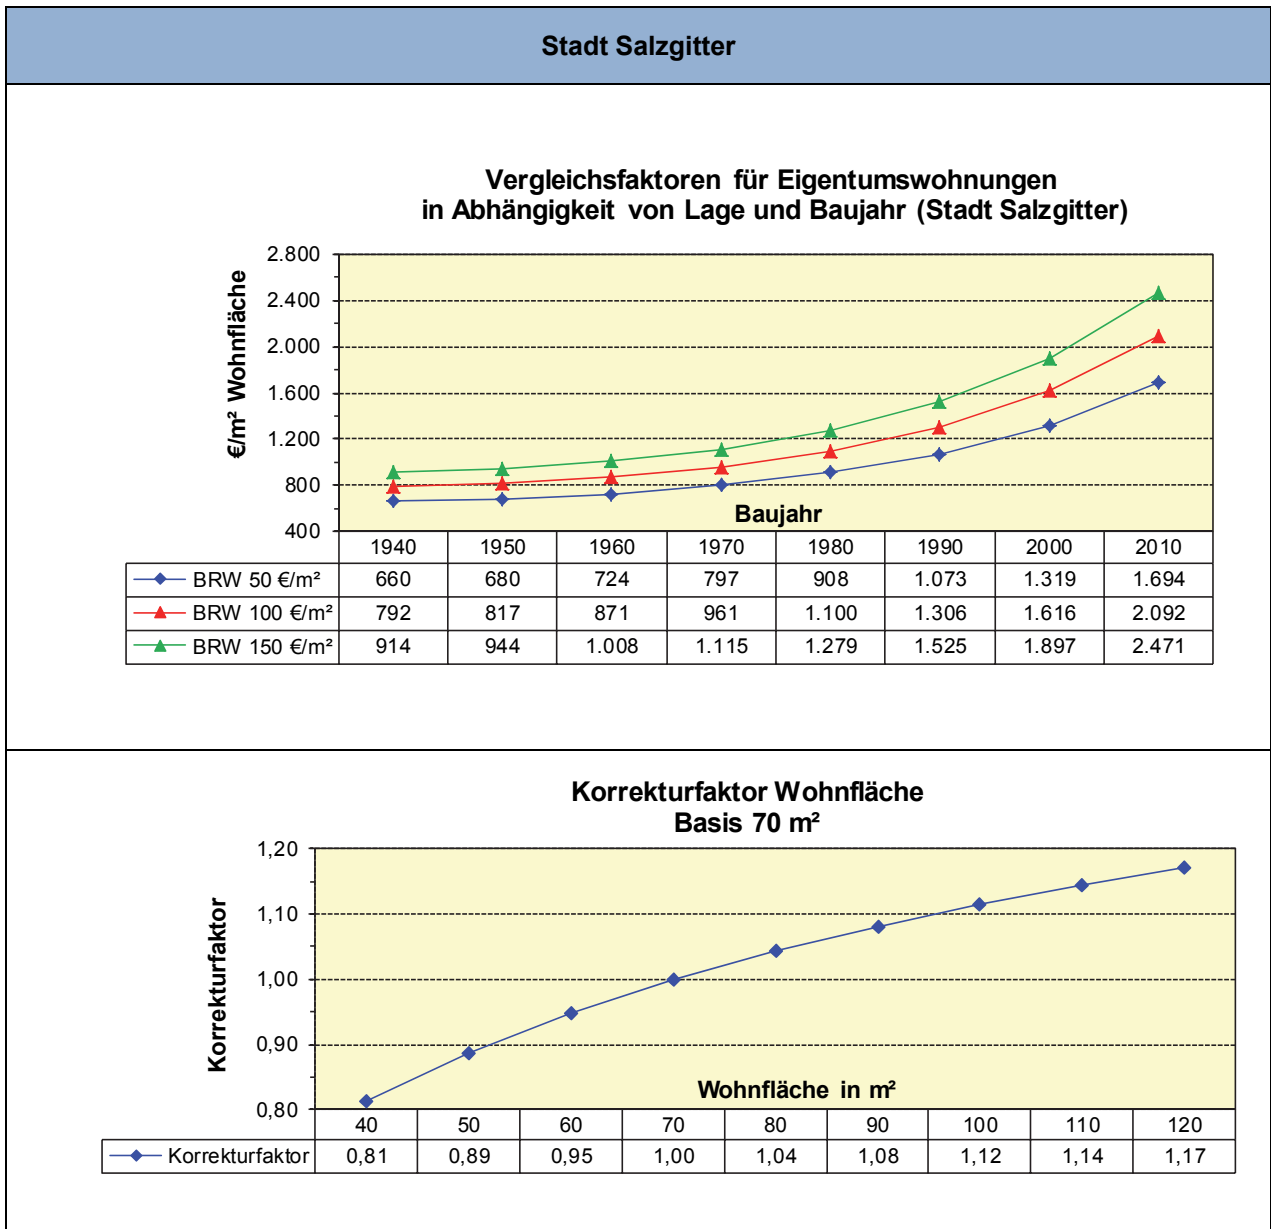 Stadt Salzgitter
Vergleichsfaktoren für Eigentumswohnungen
in Abhängigkeit von Lage und Baujahr (Stadt Salzgitter)
€/m² Wohnfläche
2.800
2.400
2.000
1.600
1.200
800
400
Baujahr
1940 1950 1960 1970 1980 1990 2000 2010
BRW 50 €/m² 660 680 724 797 908 1.073 1.319 1.694
BRW 100 €/m² 792 817 871 961 1.100 1.306 1.616 2.092
BRW 150 €/m² 914 944 1.008 1.115 1.279 1.525 1.897 2.471
Korrekturfaktor Wohnfläche
Basis 70 m²
Korrekturfaktor
1,20
1,10
1,00
0,90
0,80
Wohnfläche in m²
40 50 60 70 80 90 100 110 120
Korrekturfaktor 0,81 0,89 0,95 1,00 1,04 1,08 1,12 1,14 1,17